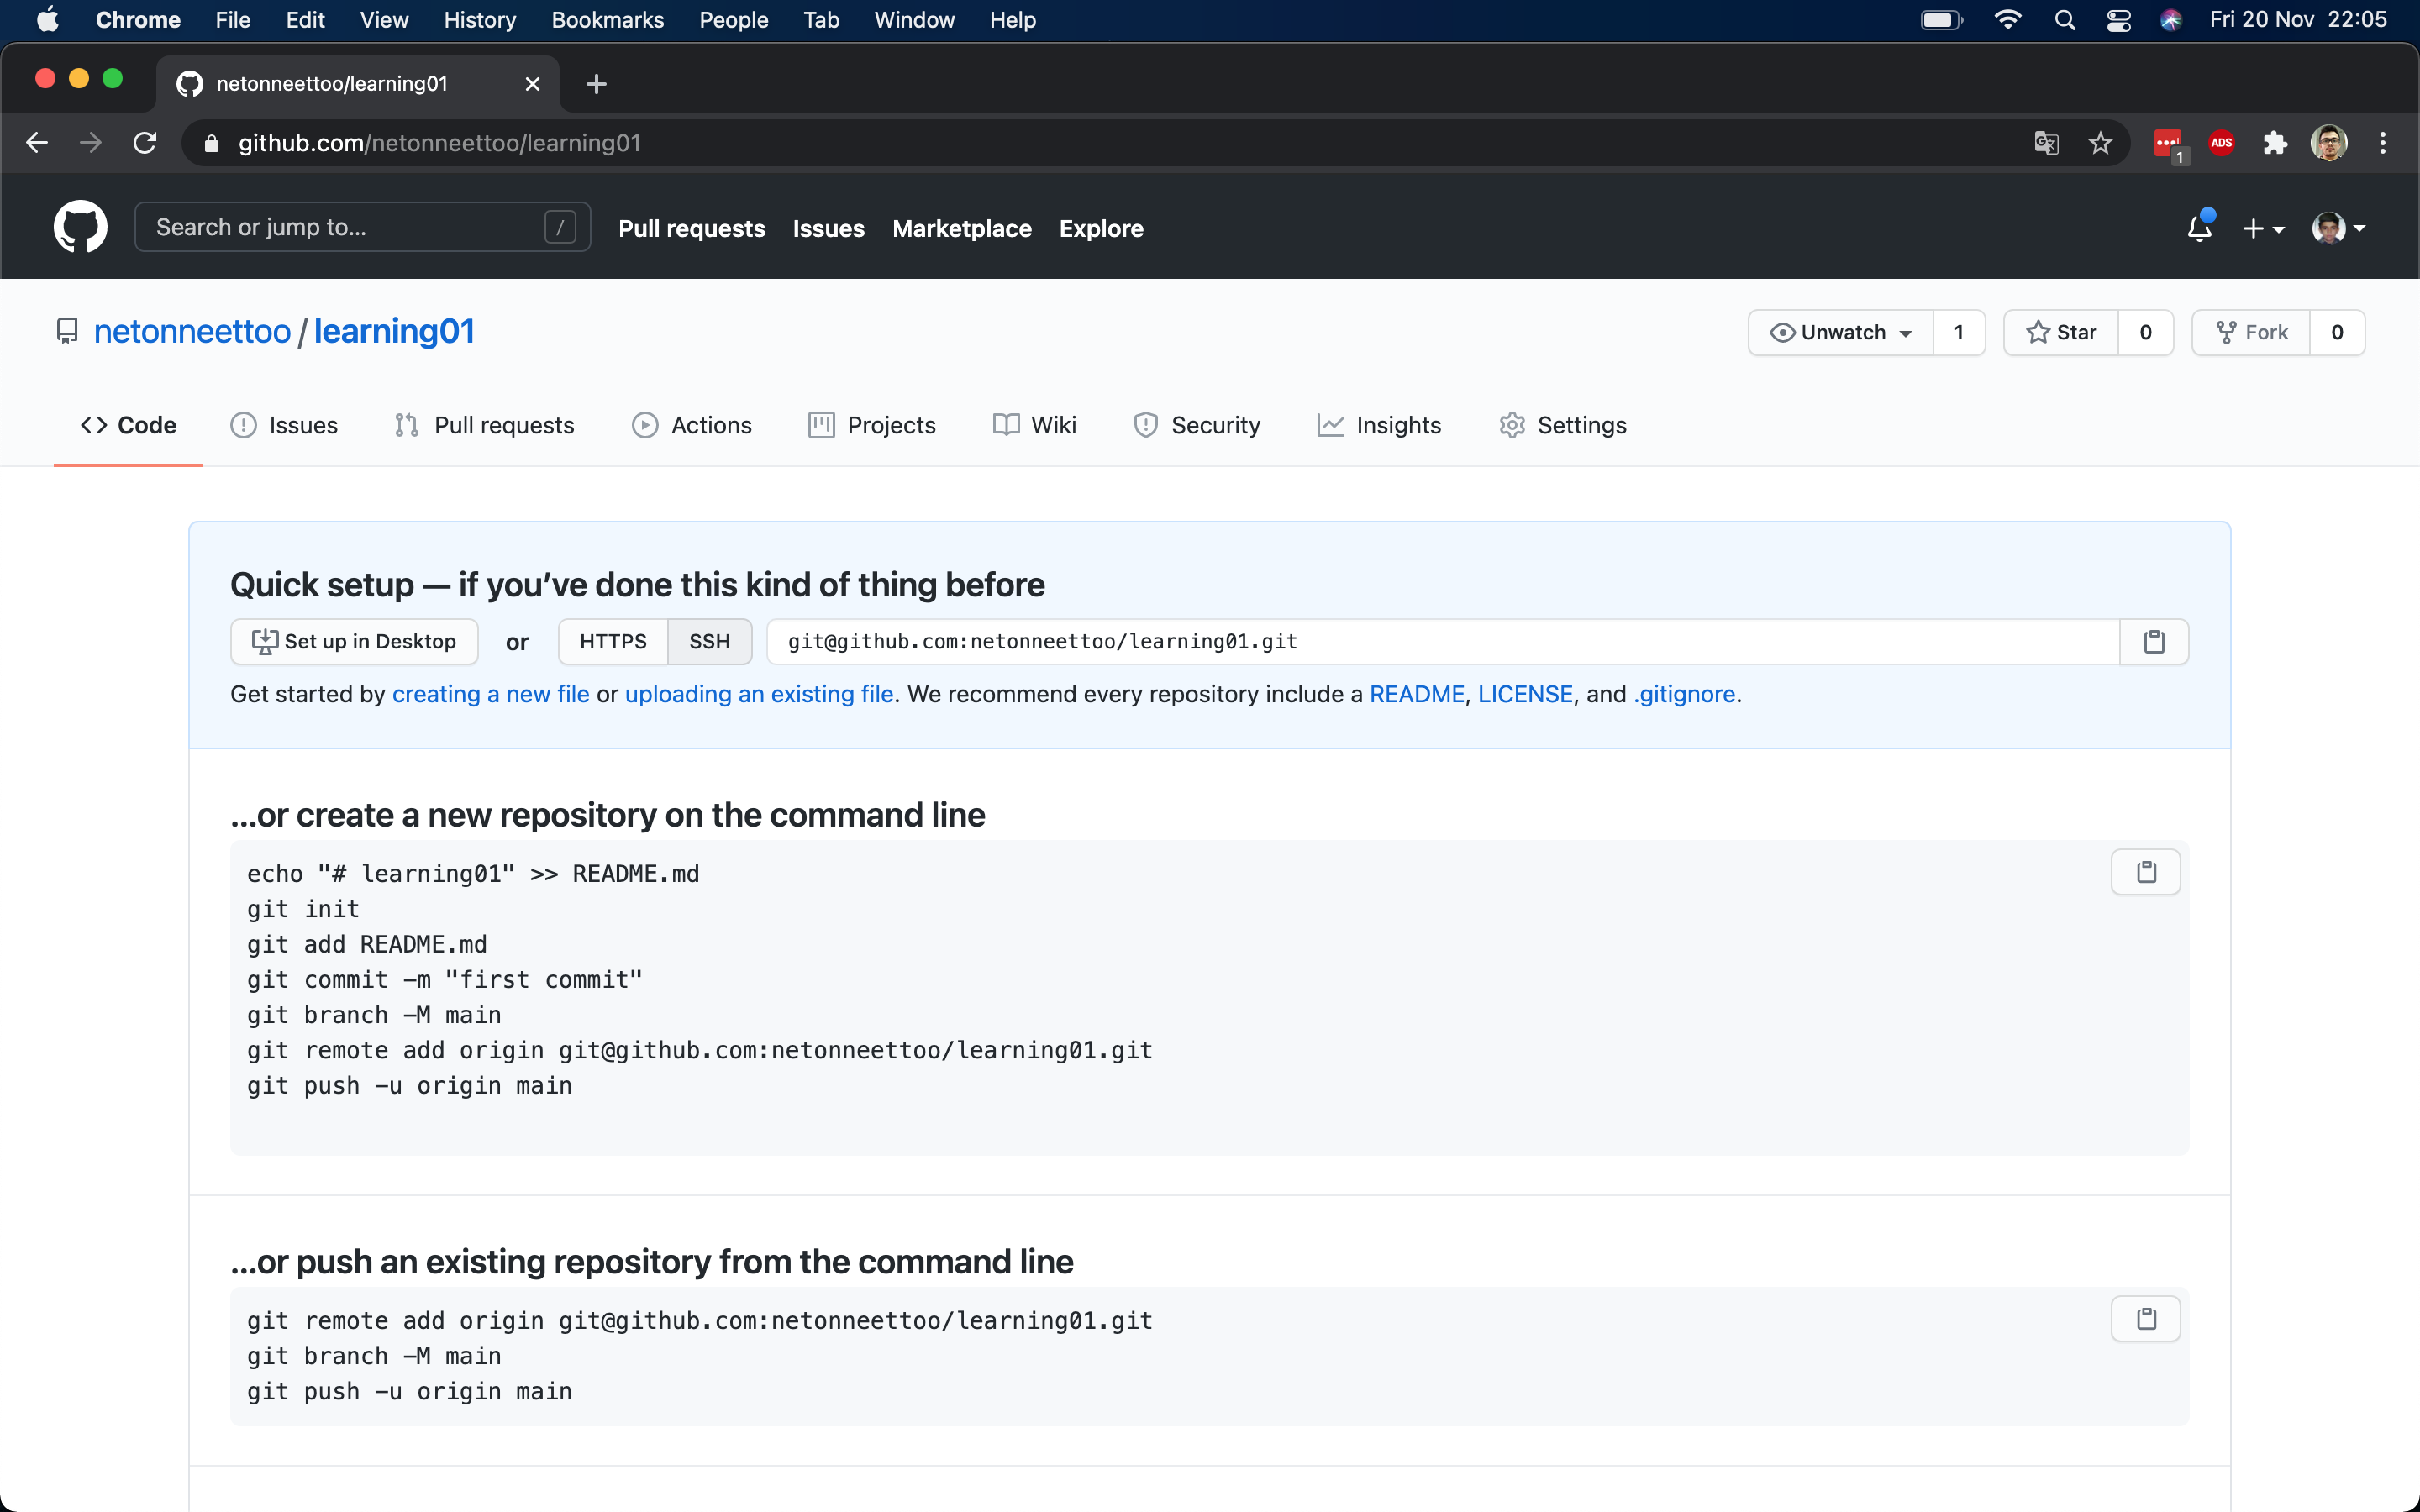 Chrome File Edit View History Bookmarks People Tab Window Help Fri 20 Nov 22:05
netonneettoo/learning01
github.com/netonneettoo/learning01 1 ADS
Search or jump to... / Pull requests Issues Marketplace Explore
netonneettoo / learning01 Unwatch 1 Star 0 Fork 0
Code Issues Pull requests Actions Projects Wiki Security Insights Settings
Quick setup — if you’ve done this kind of thing before
Set up in Desktop or HTTPS SSH git@github.com:netonneettoo/learning01.git
Get started by creating a new file or uploading an existing file. We recommend every repository include a README, LICENSE, and .gitignore.
…or create a new repository on the command line
echo "# learning01" >> README.md
git init
git add README.md
git commit -m "first commit"
git branch -M main
git remote add origin git@github.com:netonneettoo/learning01.git
git push -u origin main
…or push an existing repository from the command line
git remote add origin git@github.com:netonneettoo/learning01.git
git branch -M main
git push -u origin main